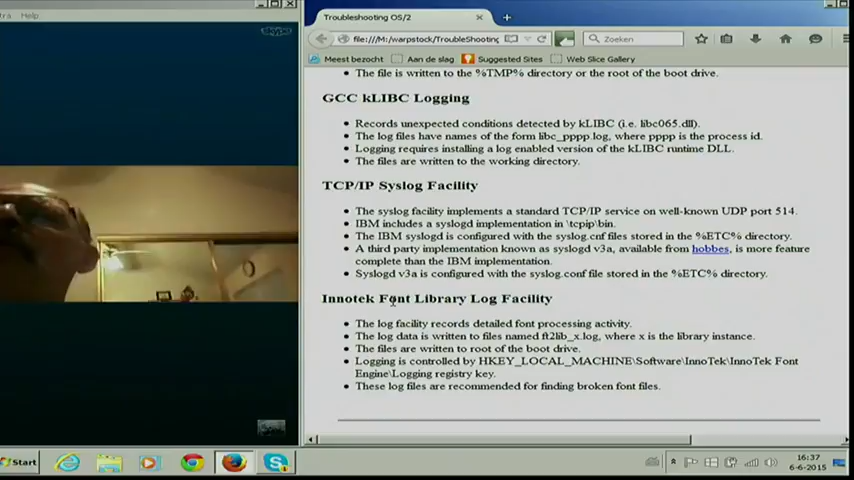 Help
skype
Troubleshooting OS/2
file:///M:/warpstock/TroubleShooting
Zoeken
Meest bezocht
Aan de slag
Suggested Sites
Web Slice Gallery
The file is written to the %TMP% directory or the root of the boot drive.
GCC kLIBC Logging
Records unexpected conditions detected by kLIBC (i.e. libc065.dll).
The log files have names of the form libc_pppp.log, where pppp is the process id.
Logging requires installing a log enabled version of the kLIBC runtime DLL.
The files are written to the working directory.
TCP/IP Syslog Facility
The syslog facility implements a standard TCP/IP service on well-known UDP port 514.
IBM includes a syslogd implementation in \tcpip\bin.
The IBM syslogd is configured with the syslog.cnf files stored in the %ETC% directory.
A third party implementation known as syslogd v3a, available from hobbes, is more feature
complete than the IBM implementation.
Syslogd v3a is configured with the syslog.conf file stored in the %ETC% directory.
Innotek Font Library Log Facility
The log facility records detailed font processing activity.
The log data is written to files named ft2lib_x.log, where x is the library instance.
The files are written to root of the boot drive.
Logging is controlled by HKEY_LOCAL_MACHINE\Software\InnoTek\InnoTek Font
Engine\Logging registry key.
These log files are recommended for finding broken font files.
Start
16:37
6-6-2015